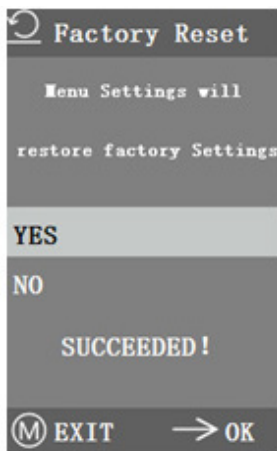 Factory Reset
Menu Settings will
restore factory Settings
YES
NO
SUCCEEDED!
M EXIT → OK